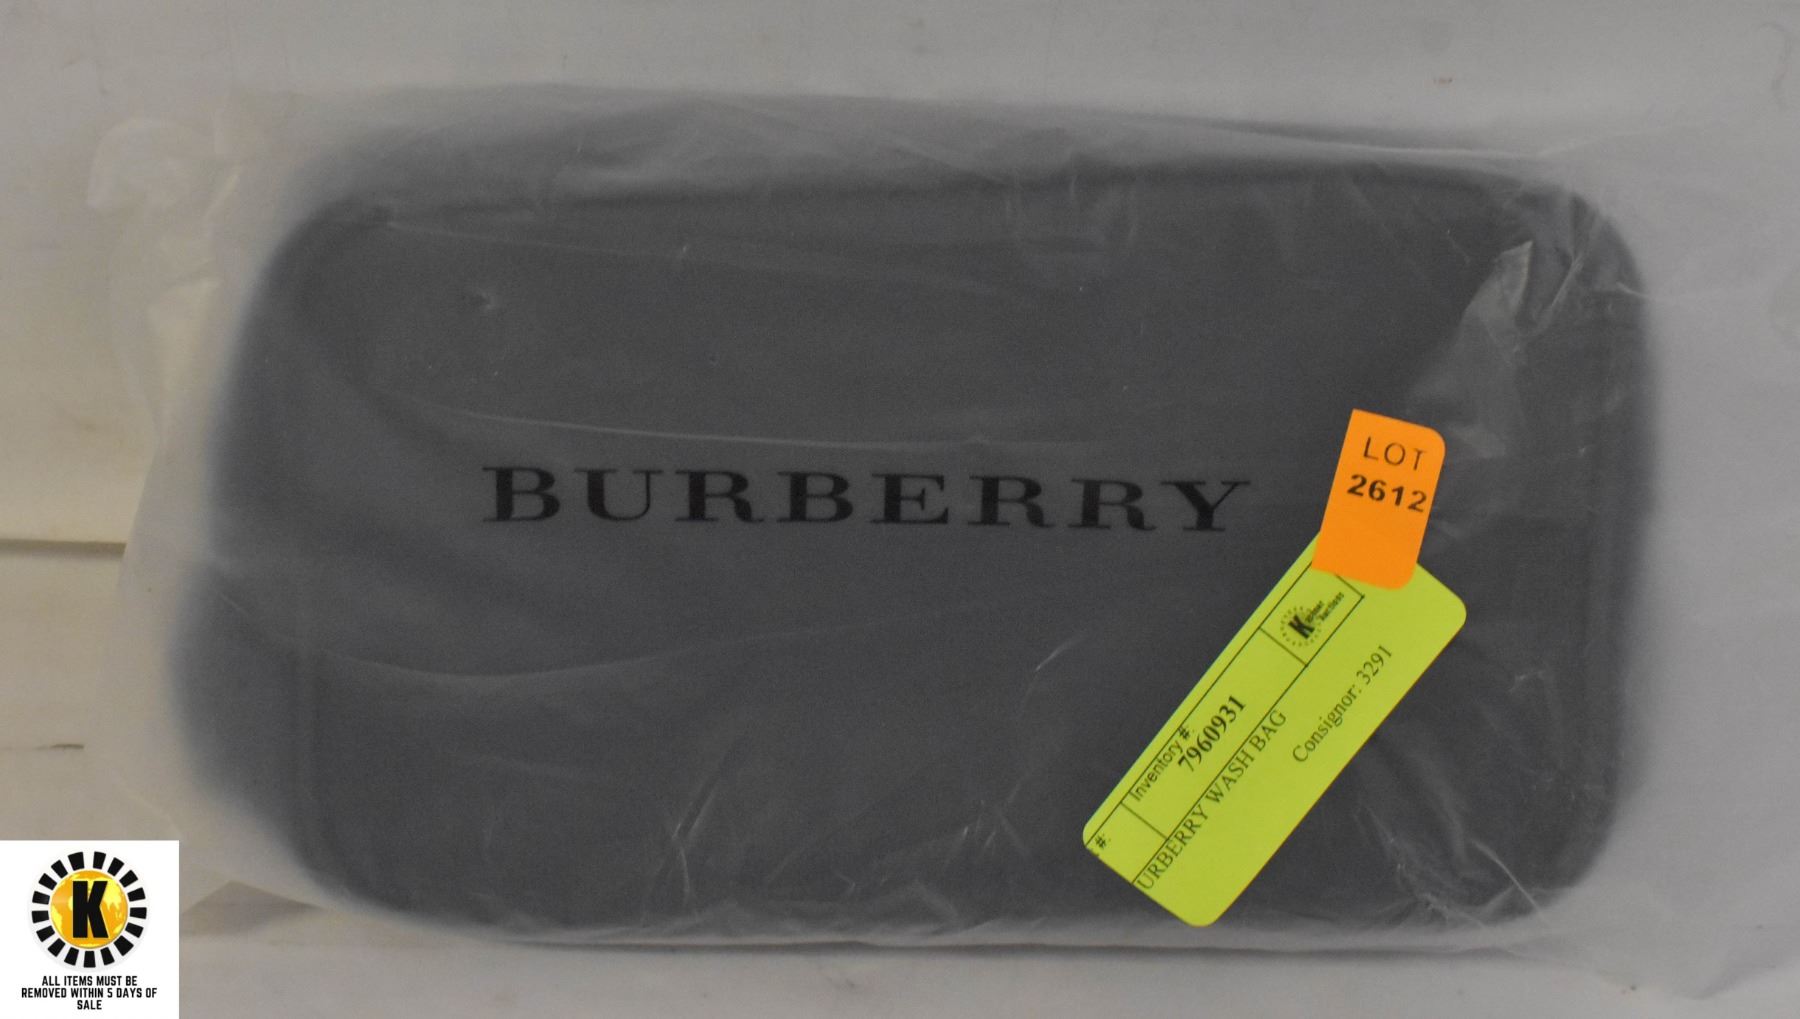 BURBERRY
LOT
2612
#:
Inventory #:
7960931
URBERRY WASH BAG
Consignor: 3291
K
ALL ITEMS MUST BE
REMOVED WITHIN 5 DAYS OF
SALE